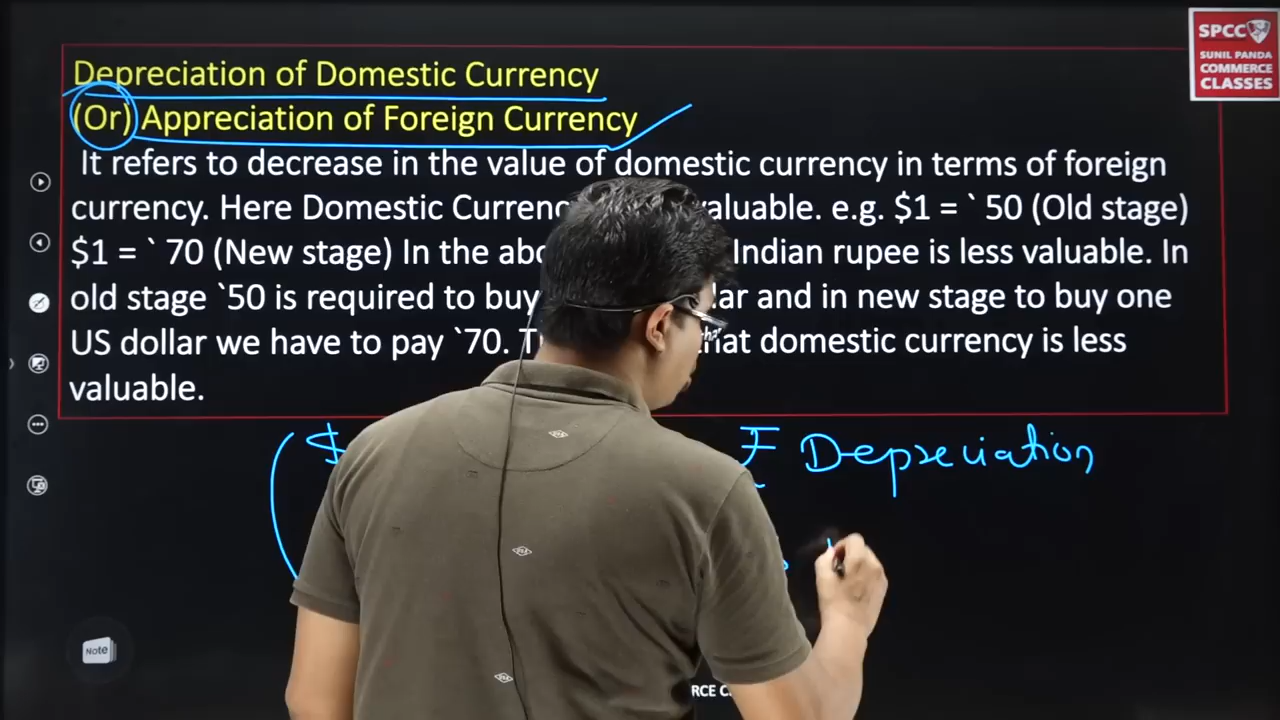 SPCC
SUNIL PANDA
COMMERCE
CLASSES
Depreciation of Domestic Currency
(Or) Appreciation of Foreign Currency
It refers to decrease in the value of domestic currency in terms of foreign
currency. Here Domestic valuable. e.g. $1 = ` 50 (Old stage)
$1 = ` 70 (New stage) In the Indian rupee is less valuable. In
old stage `50 is required to buy and in new stage to buy one
US dollar we have to pay `70. that domestic currency is less
valuable.
($ ₹ Depreciation
Note